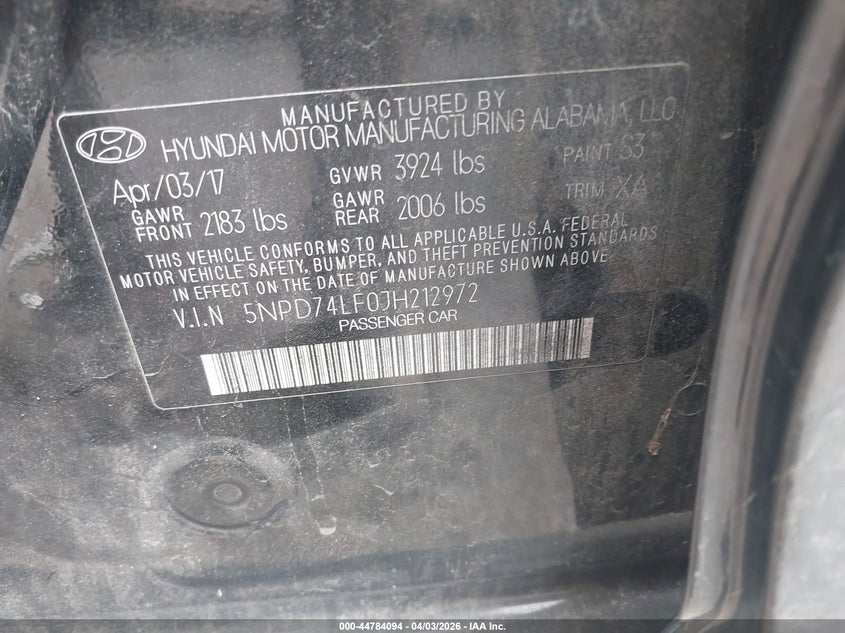 MANUFACTURED BY
HYUNDAI MOTOR MANUFACTURING ALABAMA, LLC
Apr/03/17 GVWR 3924 lbs PAINT S3
GAWR FRONT 2183 lbs GAWR REAR 2006 lbs TRIM XA
THIS VEHICLE CONFORMS TO ALL APPLICABLE U.S.A. FEDERAL
MOTOR VEHICLE SAFETY, BUMPER, AND THEFT PREVENTION STANDARDS
IN EFFECT ON THE DATE OF MANUFACTURE SHOWN ABOVE
V.I.N 5NPD74LF0JH212972
PASSENGER CAR
000-44784094 - 04/03/2026 - IAA Inc.